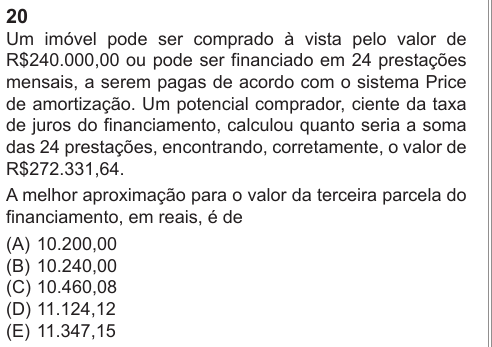 20
Um imóvel pode ser comprado à vista pelo valor de
R$240.000,00 ou pode ser financiado em 24 prestações
mensais, a serem pagas de acordo com o sistema Price
de amortização. Um potencial comprador, ciente da taxa
de juros do financiamento, calculou quanto seria a soma
das 24 prestações, encontrando, corretamente, o valor de
R$272.331,64.
A melhor aproximação para o valor da terceira parcela do
financiamento, em reais, é de
(A) 10.200,00
(B) 10.240,00
(C) 10.460,08
(D) 11.124,12
(E) 11.347,15